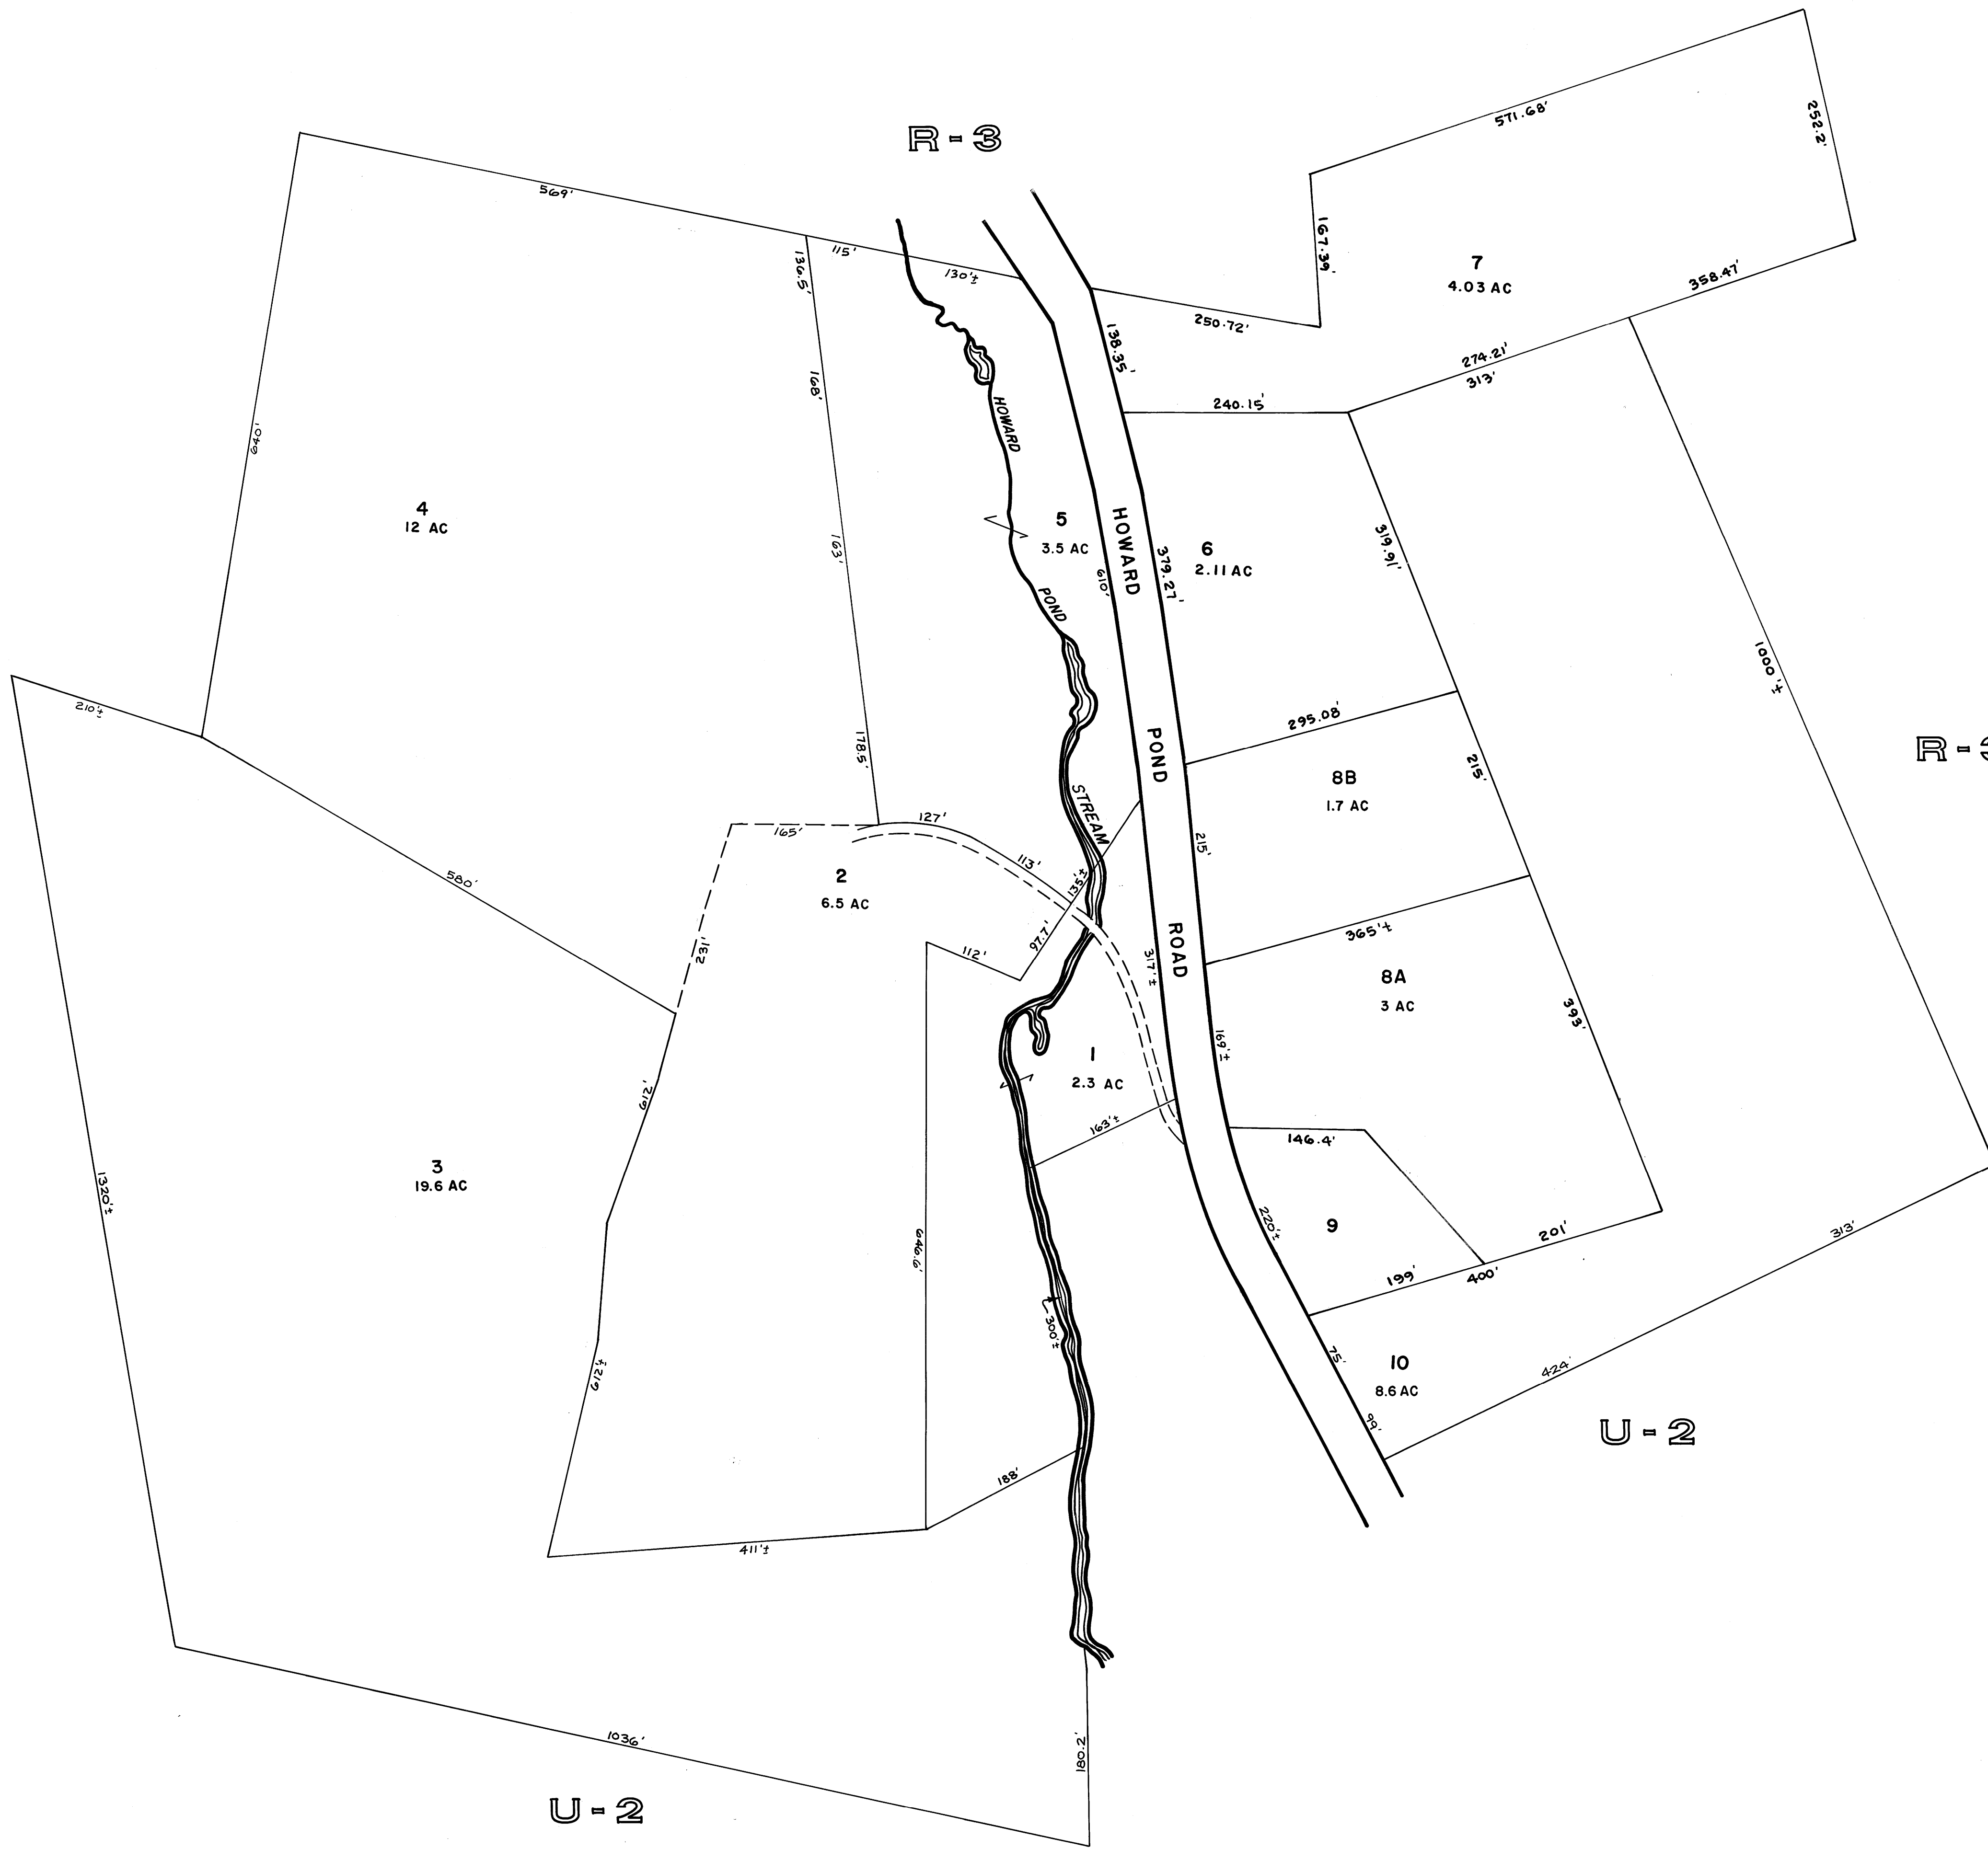 R-3
571.68'
252.2'
569'
115'
130'±
136.5'
167.39'
7
4.03 AC
358.47'
250.72'
138.35'
274.21'
313'
240.15'
168'
HOWARD
640'
4
12 AC
163'
5
3.5 AC
HOWARD
610'
379.27'
6
2.11 AC
319.91'
POND
1000'±
210'±
178.5'
POND
295.08'
215'
8B
1.7 AC
R-
STREAM
165'
127'
113'
135'±
215'
2
6.5 AC
580'
231'
112'
97.7'
317'±
ROAD
365'±
8A
3 AC
393'
169'±
1
2.3 AC
612'
163'±
146.4'
3
19.6 AC
1320'±
646.6'
220'±
9
201'
313'
199'
400'
300'±
612'±
75'
10
8.6 AC
424'
99'
U-2
188'
411'±
1036'
180.2'
U-2